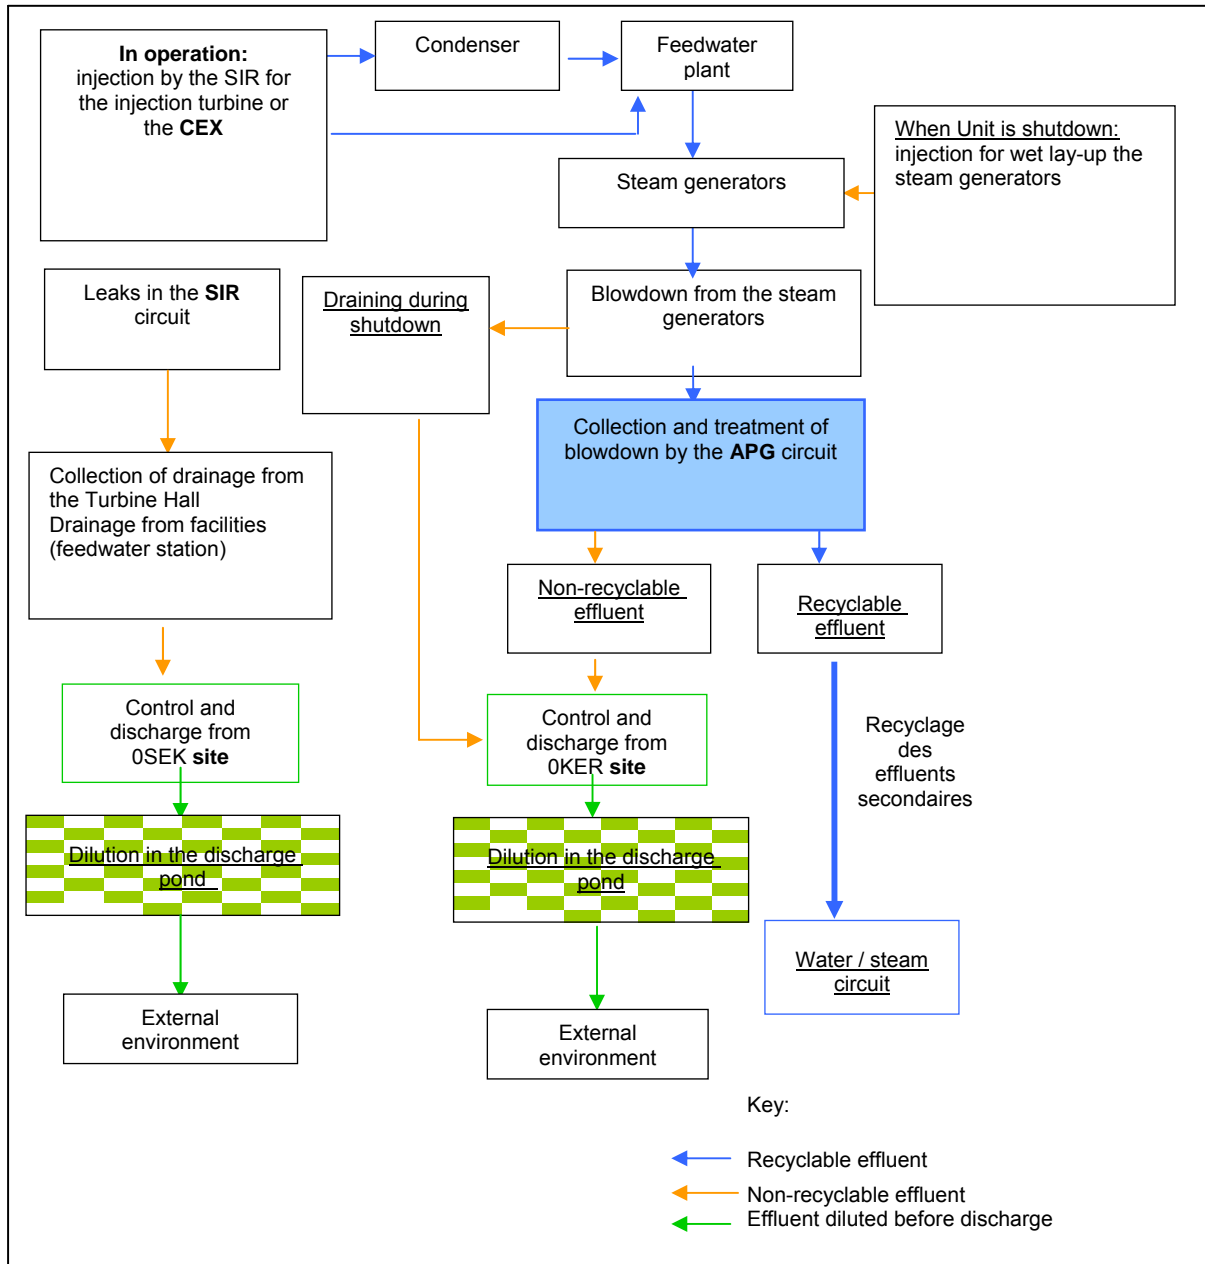 In operation:
injection by the SIR for
the injection turbine or
the CEX
Condenser
Feedwater
plant
When Unit is shutdown:
injection for wet lay-up the
steam generators
Steam generators
Leaks in the SIR
circuit
Draining during
shutdown
Blowdown from the steam
generators
Collection and treatment of
blowdown by the APG circuit
Collection of drainage from
the Turbine Hall
Drainage from facilities
(feedwater station)
Non-recyclable
effluent
Recyclable
effluent
Control and
discharge from
0SEK site
Control and
discharge from
0KER site
Recyclage
des
effluents
secondaires
Dilution in the discharge
pond
Dilution in the discharge
pond
Water / steam
circuit
External
environment
External
environment
Key:
Recyclable effluent
Non-recyclable effluent
Effluent diluted before discharge